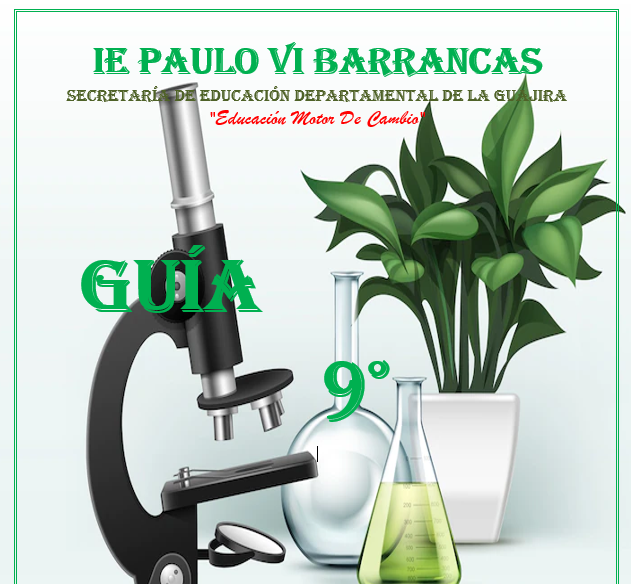 IE PAULO VI BARRANCAS
SECRETARÍA DE EDUCACIÓN DEPARTAMENTAL DE LA GUAJIRA
"Educación Motor De Cambio"
GUÍA
9°